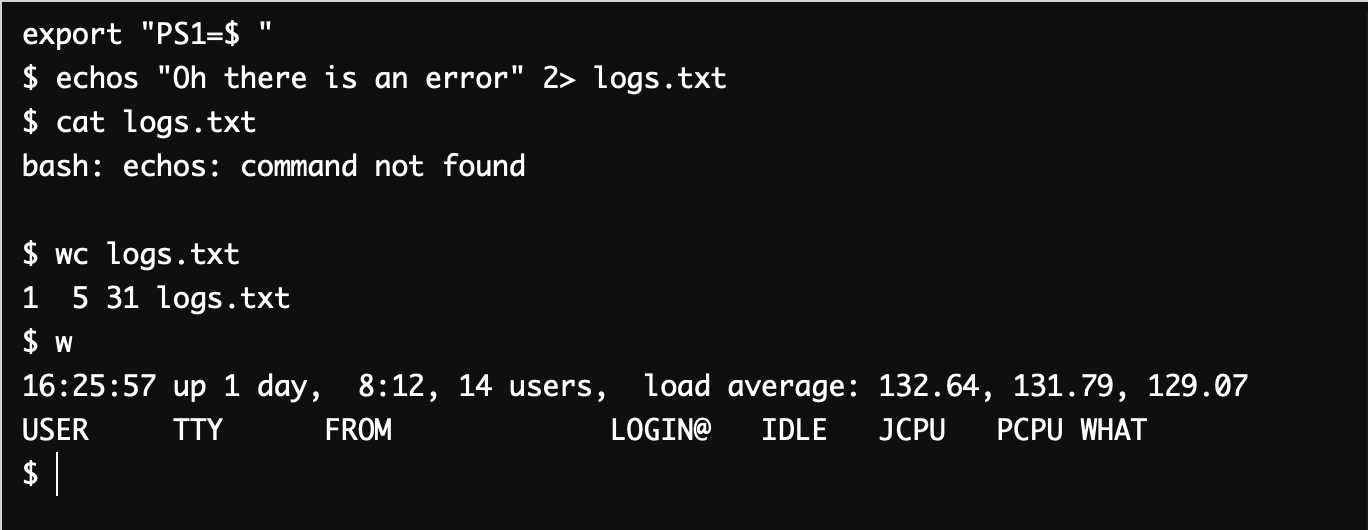 export "PS1=$ "
$ echos "Oh there is an error" 2> logs.txt
$ cat logs.txt
bash: echos: command not found

$ wc logs.txt
1  5 31 logs.txt
$ w
16:25:57 up 1 day,  8:12, 14 users,  load average: 132.64, 131.79, 129.07
USER     TTY      FROM             LOGIN@   IDLE   JCPU   PCPU WHAT
$